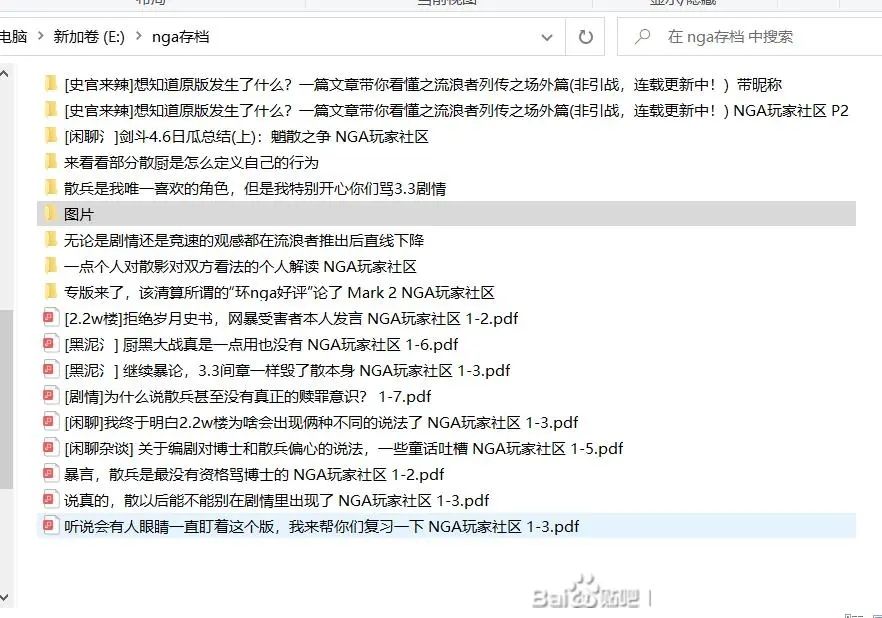 布局
当前视图
显示/隐藏
电脑 > 新加卷 (E:) > nga存档
在 nga存档 中搜索
[史官来辣]想知道原版发生了什么？一篇文章带你看懂之流浪者列传之场外篇(非引战，连载更新中！) 带昵称
[史官来辣]想知道原版发生了什么？一篇文章带你看懂之流浪者列传之场外篇(非引战，连载更新中！) NGA玩家社区 P2
[闲聊氵]剑斗4.6日瓜总结(上)：魈散之争 NGA玩家社区
来看看部分散厨是怎么定义自己的行为
散兵是我唯一喜欢的角色，但是我特别开心你们骂3.3剧情
图片
无论是剧情还是竞速的观感都在流浪者推出后直线下降
一点个人对散影对双方看法的个人解读 NGA玩家社区
专版来了，该清算所谓的“环nga好评”论了 Mark 2 NGA玩家社区
[2.2w楼]拒绝岁月史书，网暴受害者本人发言 NGA玩家社区 1-2.pdf
[黑泥氵] 厨黑大战真是一点用也没有 NGA玩家社区 1-6.pdf
[黑泥氵] 继续暴论，3.3间章一样毁了散本身 NGA玩家社区 1-3.pdf
[剧情]为什么说散兵甚至没有真正的赎罪意识？ 1-7.pdf
[闲聊]我终于明白2.2w楼为啥会出现俩种不同的说法了 NGA玩家社区 1-3.pdf
[闲聊杂谈] 关于编剧对博士和散兵偏心的说法，一些童话吐槽 NGA玩家社区 1-5.pdf
暴言，散兵是最没有资格骂博士的 NGA玩家社区 1-2.pdf
说真的，散以后能不能别在剧情里出现了 NGA玩家社区 1-3.pdf
听说会有人眼睛一直盯着这个版，我来帮你们复习一下 NGA玩家社区 1-3.pdf
Bai贴吧